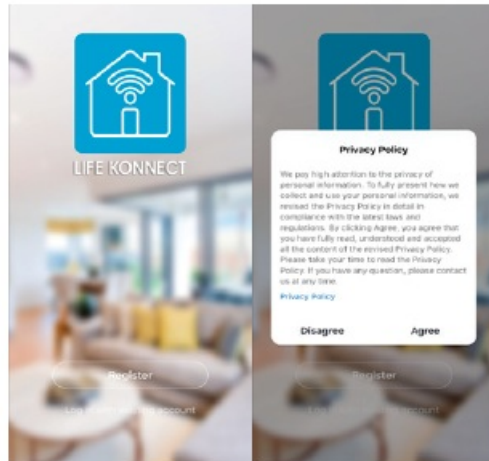 LIFE KONNECT
Register
account
Privacy Policy
We pay high attention to the privacy of
personal information. To fully present how we
collect and use your personal information, we
revised the Privacy Policy in detail in
compliance with the latest laws and
regulations. By clicking Agree, you agree that
you have fully read, understood and accepted
all the content of the revised Privacy Policy.
Please take your time to read the Privacy
Policy. If you have any question, please contact
us at any time.
Privacy Policy
Disagree Agree
Register
account